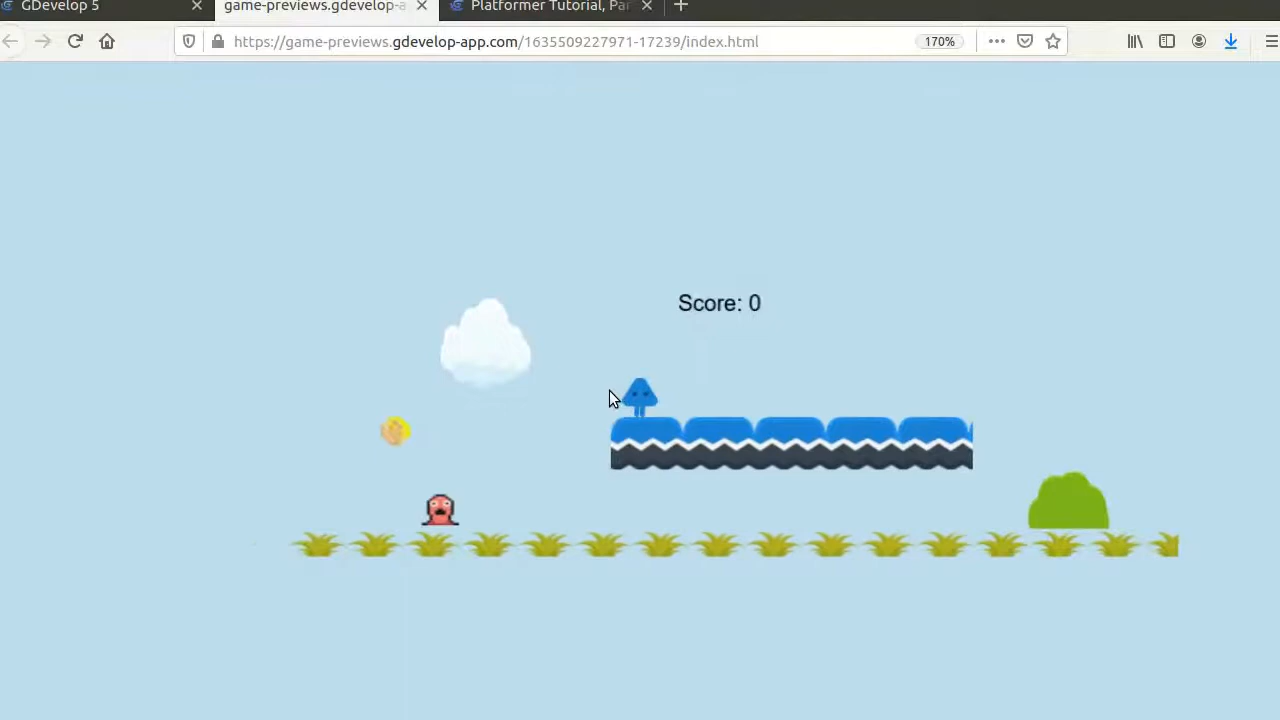 GDevelop 5
game-previews.gdevelop-a
Platformer Tutorial, Par
https://game-previews.gdevelop-app.com/1635509227971-17239/index.html
170%
Score: 0